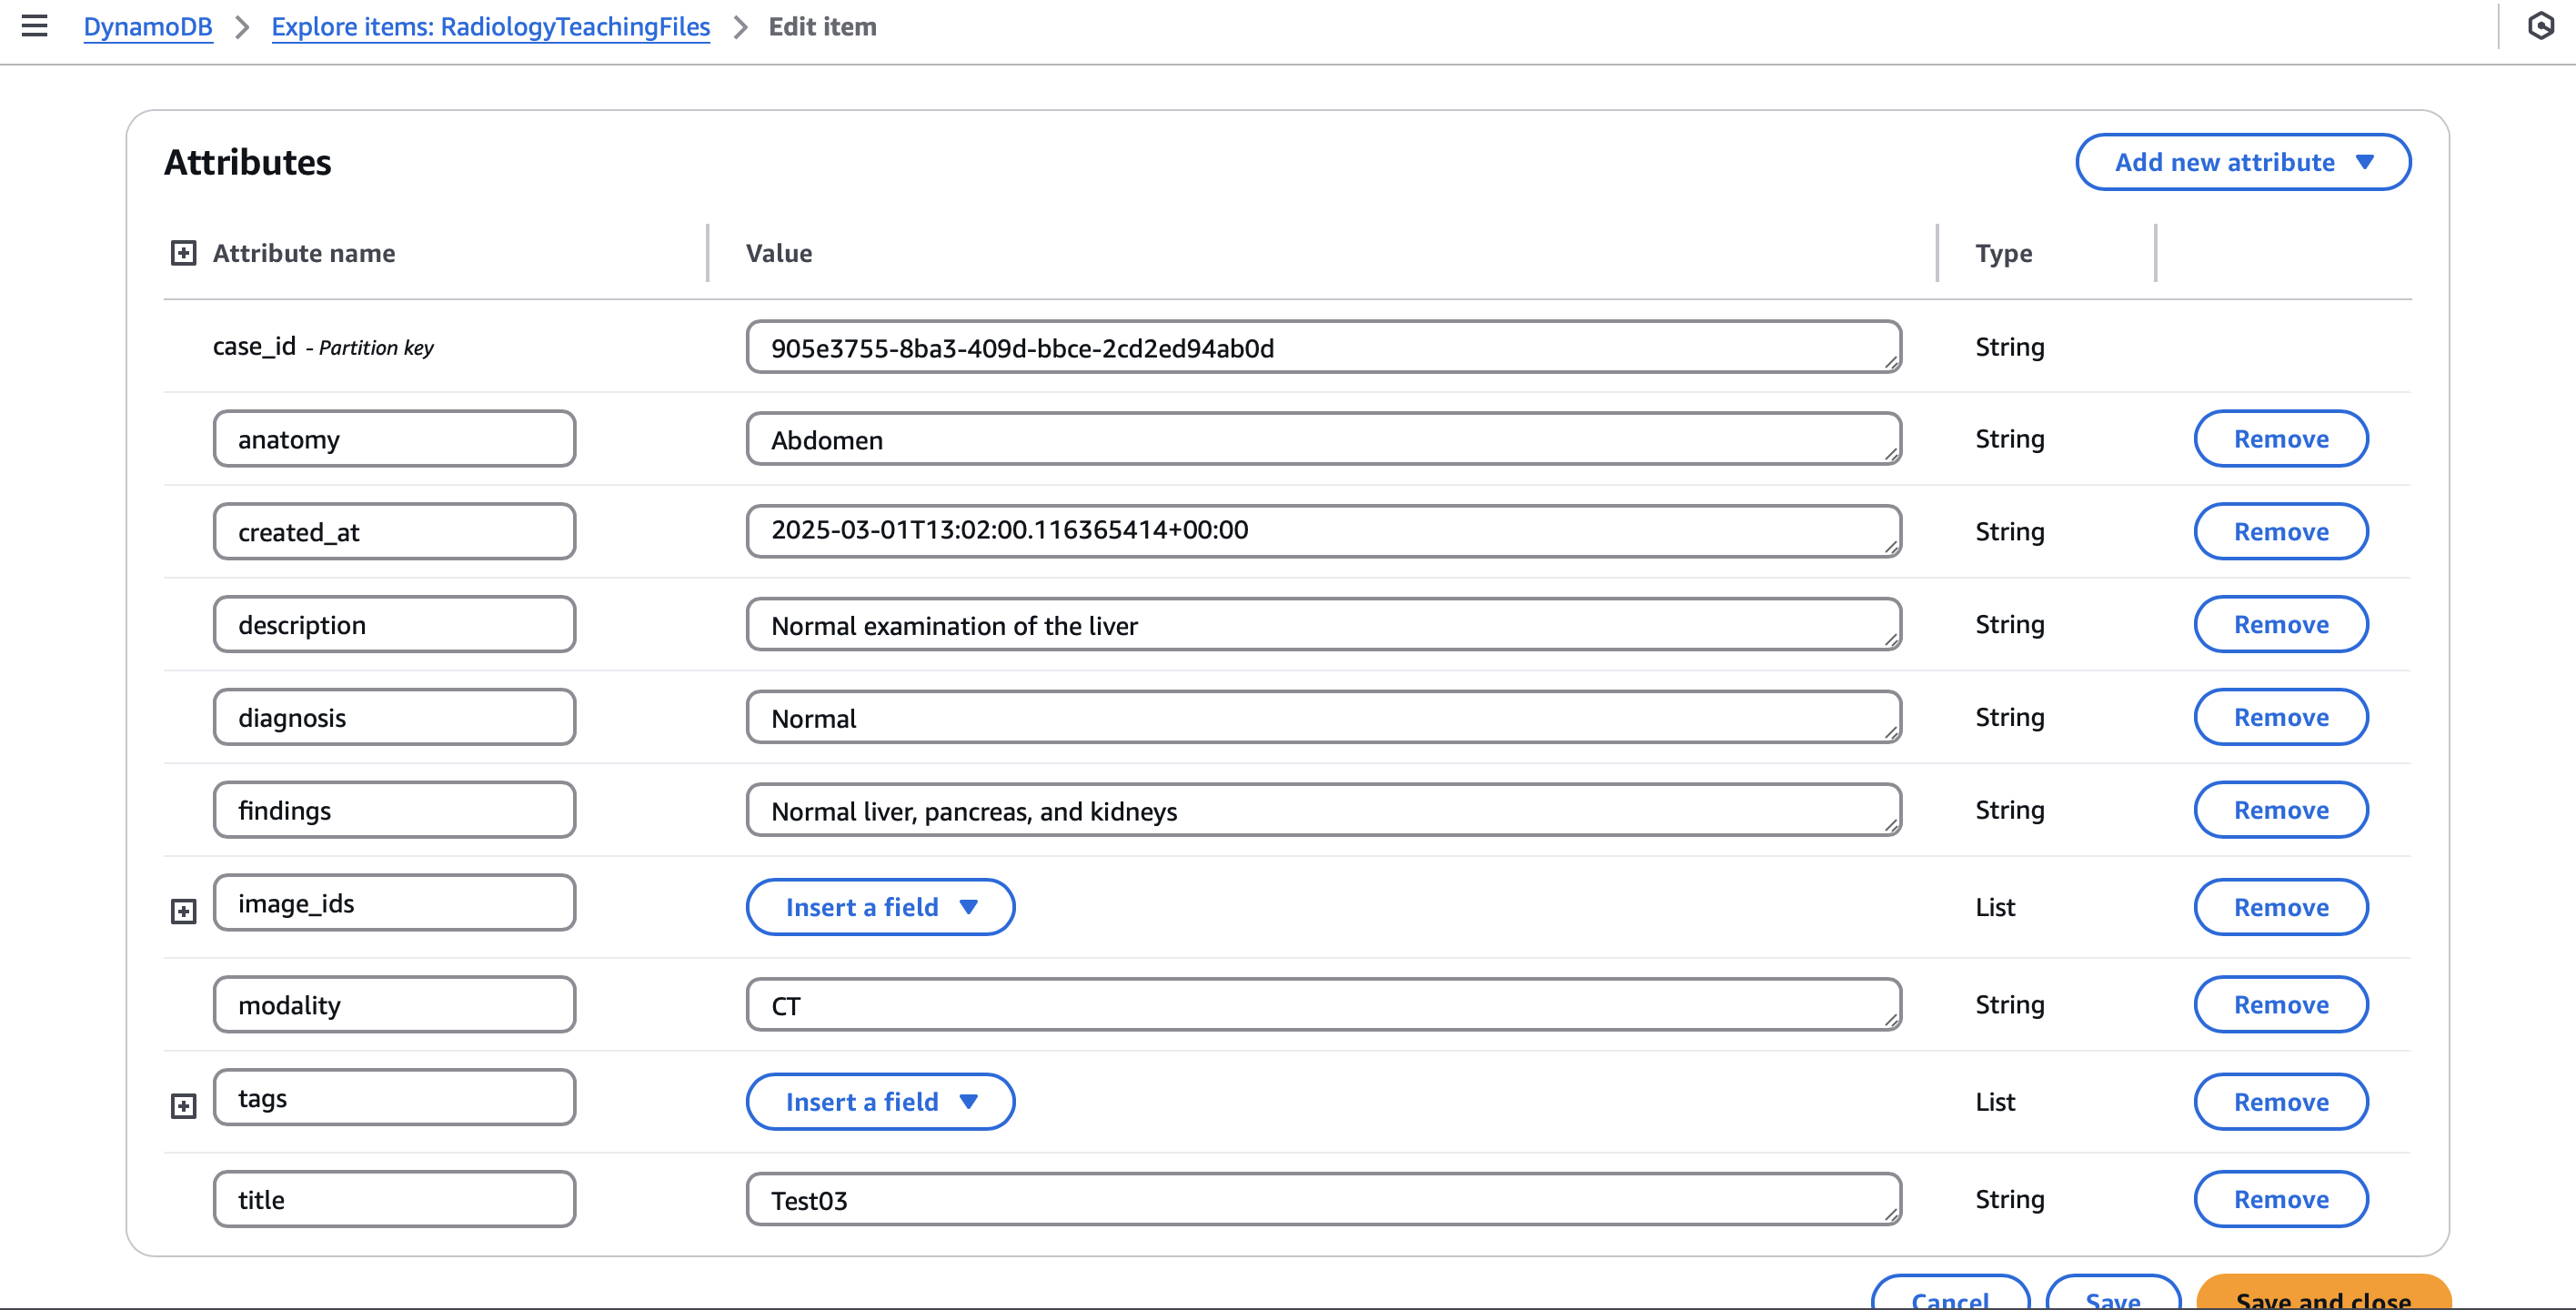 DynamoDB > Explore items: RadiologyTeachingFiles > Edit item
Attributes
Add new attribute
Attribute name Value Type
case_id - Partition key 905e3755-8ba3-409d-bbce-2cd2ed94ab0d String
anatomy Abdomen String Remove
created_at 2025-03-01T13:02:00.116365414+00:00 String Remove
description Normal examination of the liver String Remove
diagnosis Normal String Remove
findings Normal liver, pancreas, and kidneys String Remove
image_ids Insert a field List Remove
modality CT String Remove
tags Insert a field List Remove
title Test03 String Remove
Cancel Save Save and close